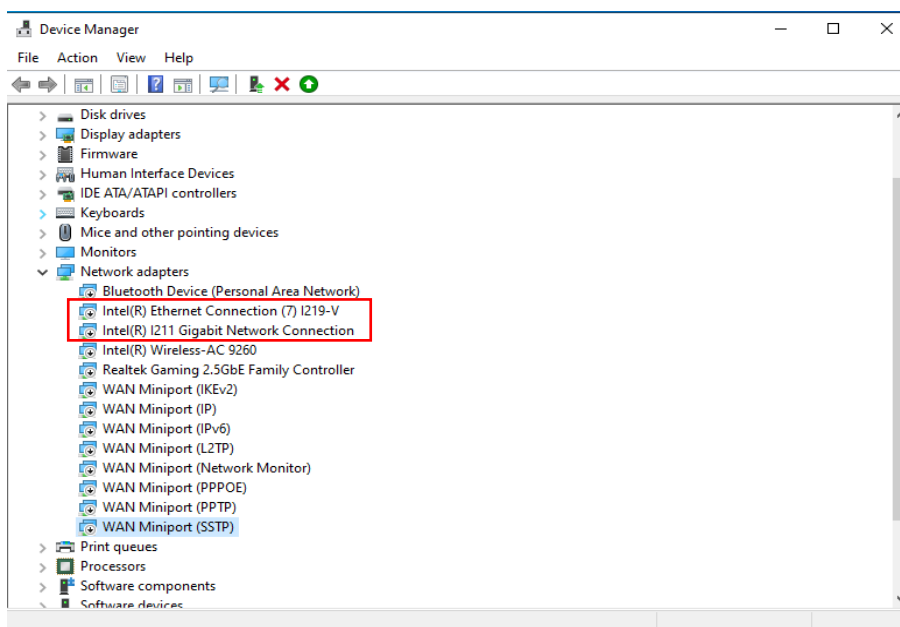 Device Manager
File Action View Help
Disk drives
Display adapters
Firmware
Human Interface Devices
IDE ATA/ATAPI controllers
Keyboards
Mice and other pointing devices
Monitors
Network adapters
Bluetooth Device (Personal Area Network)
Intel(R) Ethernet Connection (7) I219-V
Intel(R) I211 Gigabit Network Connection
Intel(R) Wireless-AC 9260
Realtek Gaming 2.5GbE Family Controller
WAN Miniport (IKEv2)
WAN Miniport (IP)
WAN Miniport (IPv6)
WAN Miniport (L2TP)
WAN Miniport (Network Monitor)
WAN Miniport (PPPOE)
WAN Miniport (PPTP)
WAN Miniport (SSTP)
Print queues
Processors
Software components
Software devices